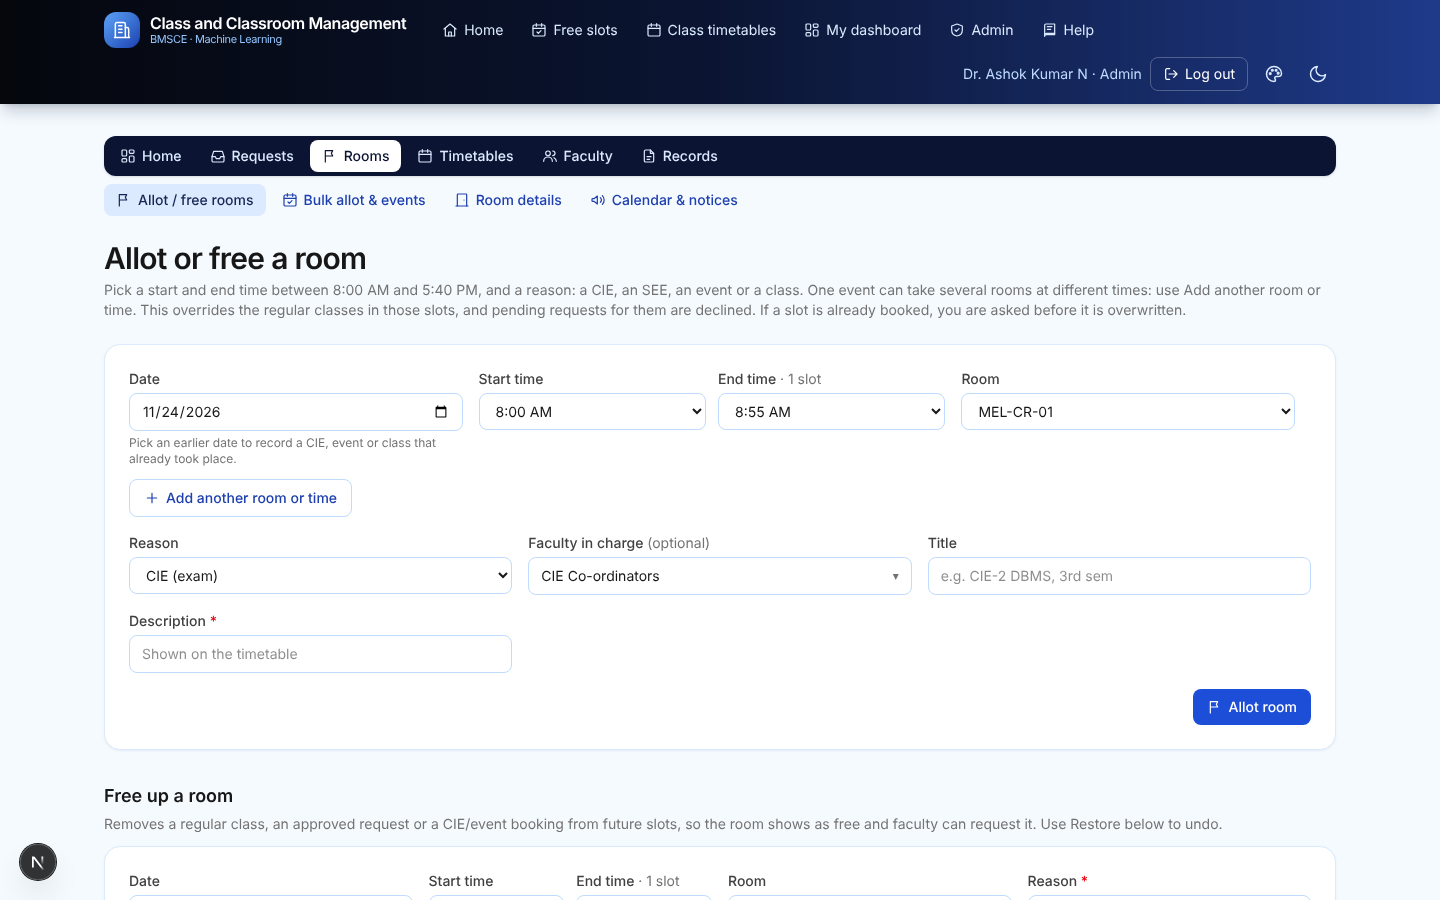 Class and Classroom Management
BMSCE · Machine Learning
Home
Free slots
Class timetables
My dashboard
Admin
Help
Dr. Ashok Kumar N · Admin
Log out
Home
Requests
Rooms
Timetables
Faculty
Records
Allot / free rooms
Bulk allot & events
Room details
Calendar & notices
Allot or free a room
Pick a start and end time between 8:00 AM and 5:40 PM, and a reason: a CIE, an SEE, an event or a class. One event can take several rooms at different times: use Add another room or
time. This overrides the regular classes in those slots, and pending requests for them are declined. If a slot is already booked, you are asked before it is overwritten.
Date
Start time
End time · 1 slot
Room
11/24/2026
8:00 AM
8:55 AM
MEL-CR-01
Pick an earlier date to record a CIE, event or class that
already took place.
+ Add another room or time
Reason
Faculty in charge (optional)
Title
CIE (exam)
CIE Co-ordinators
e.g. CIE-2 DBMS, 3rd sem
Description *
Shown on the timetable
Allot room
Free up a room
Removes a regular class, an approved request or a CIE/event booking from future slots, so the room shows as free and faculty can request it. Use Restore below to undo.
N
Date
Start time
End time · 1 slot
Room
Reason *